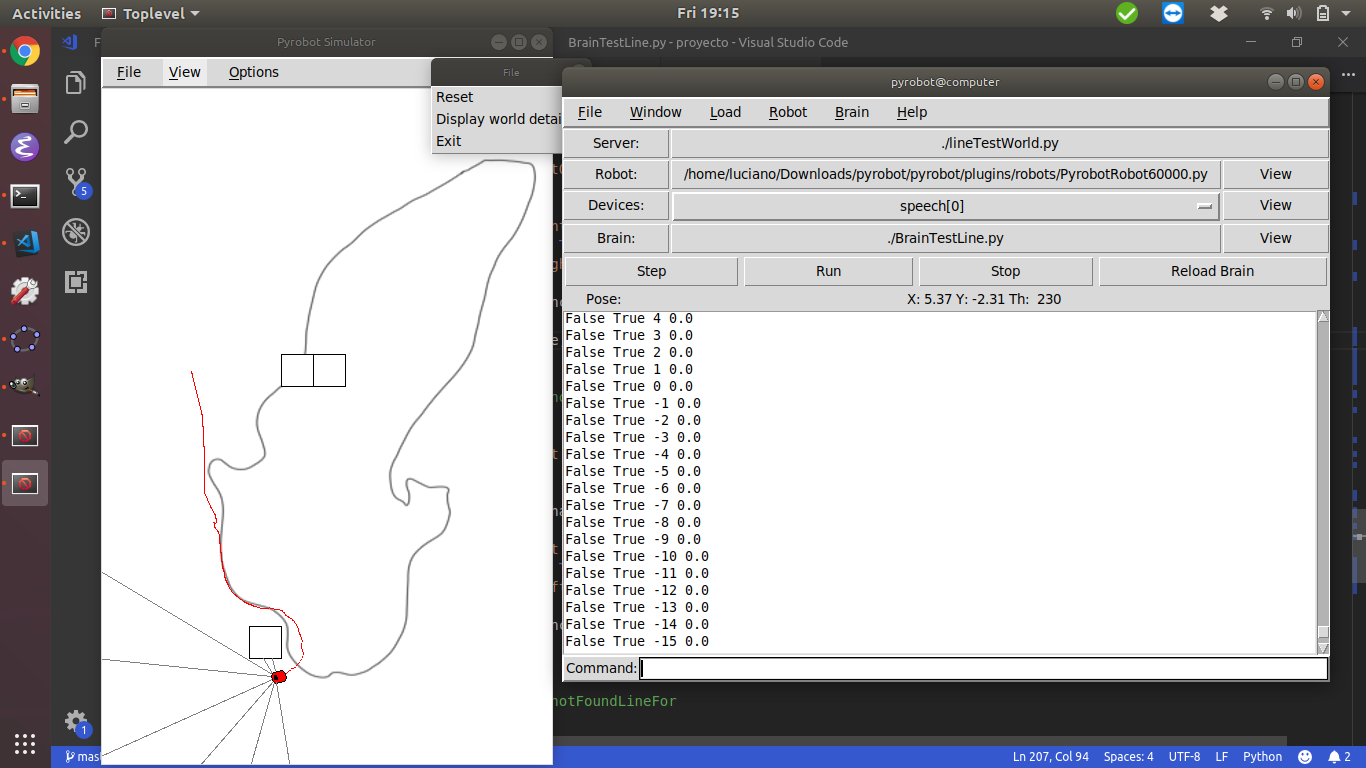 Activities
Toplevel
Fri 19:15
Pyrobot Simulator
BrainTestLine.py - proyecto - Visual Studio Code
F
File View Options
File
Reset
Display world detai
Exit
pyrobot@computer
File Window Load Robot Brain Help
Server: ./lineTestWorld.py
Robot: /home/luciano/Downloads/pyrobot/pyrobot/plugins/robots/PyrobotRobot60000.py View
Devices: speech[0] View
Brain: ./BrainTestLine.py View
Step Run Stop Reload Brain
Pose: X: 5.37 Y: -2.31 Th: 230
False True 4 0.0
False True 3 0.0
False True 2 0.0
False True 1 0.0
False True 0 0.0
False True -1 0.0
False True -2 0.0
False True -3 0.0
False True -4 0.0
False True -5 0.0
False True -6 0.0
False True -7 0.0
False True -8 0.0
False True -9 0.0
False True -10 0.0
False True -11 0.0
False True -12 0.0
False True -13 0.0
False True -14 0.0
False True -15 0.0
Command:
notFoundLineFor
5
1
mas
Ln 207, Col 94 Spaces: 4 UTF-8 LF Python 2